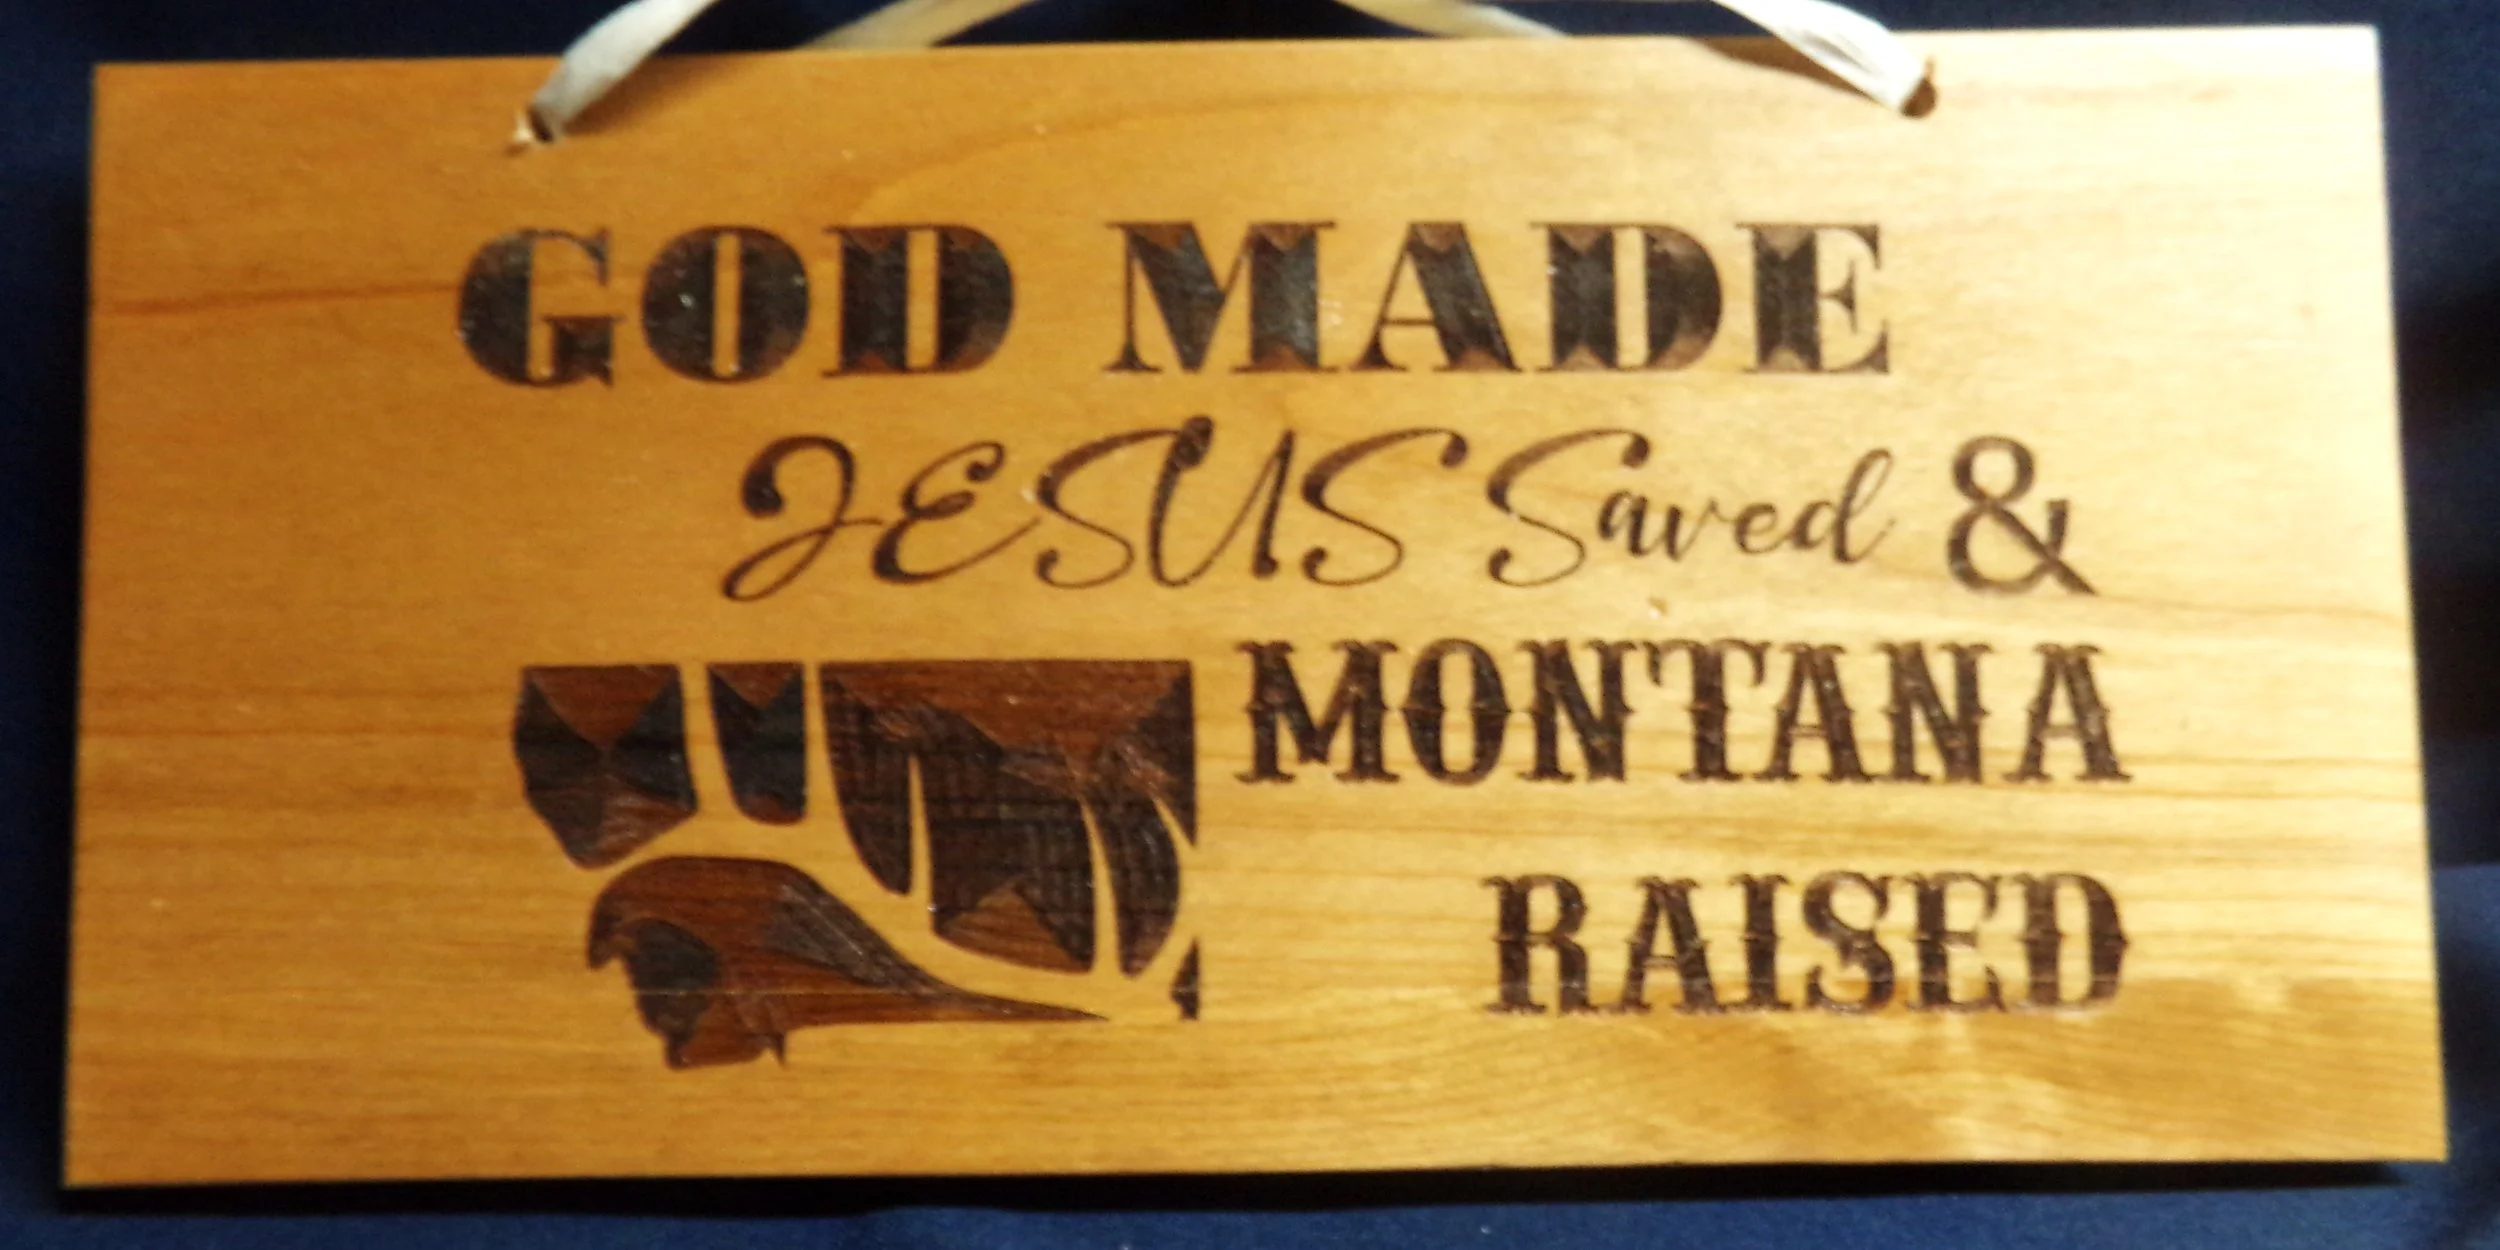 GOD MADE
JESUS Saved &
MONTANA
RAISED